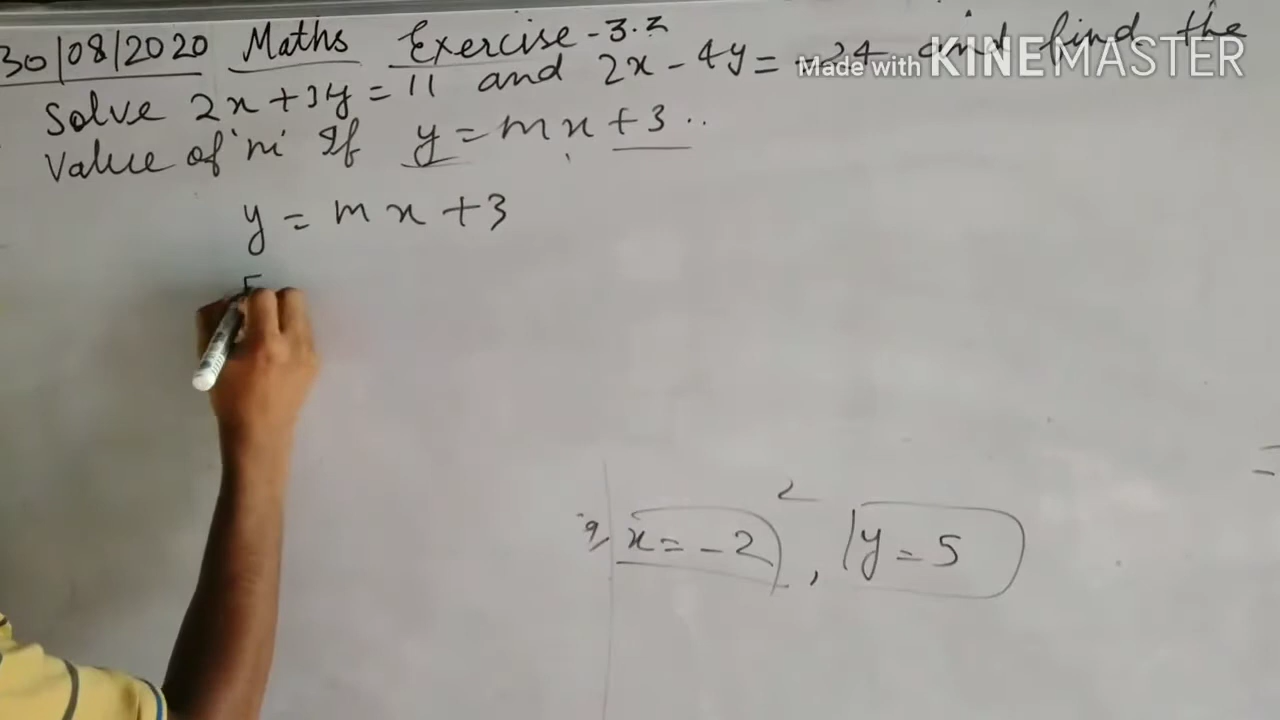 30/08/2020 Maths Exercise-3.3
Solve 2x+3y=11 and 2x-4y=-24 and find the
Value of 'm' If y=mx+3..
y=mx+3
5
x=-2, y=5
Made with KINEMASTER